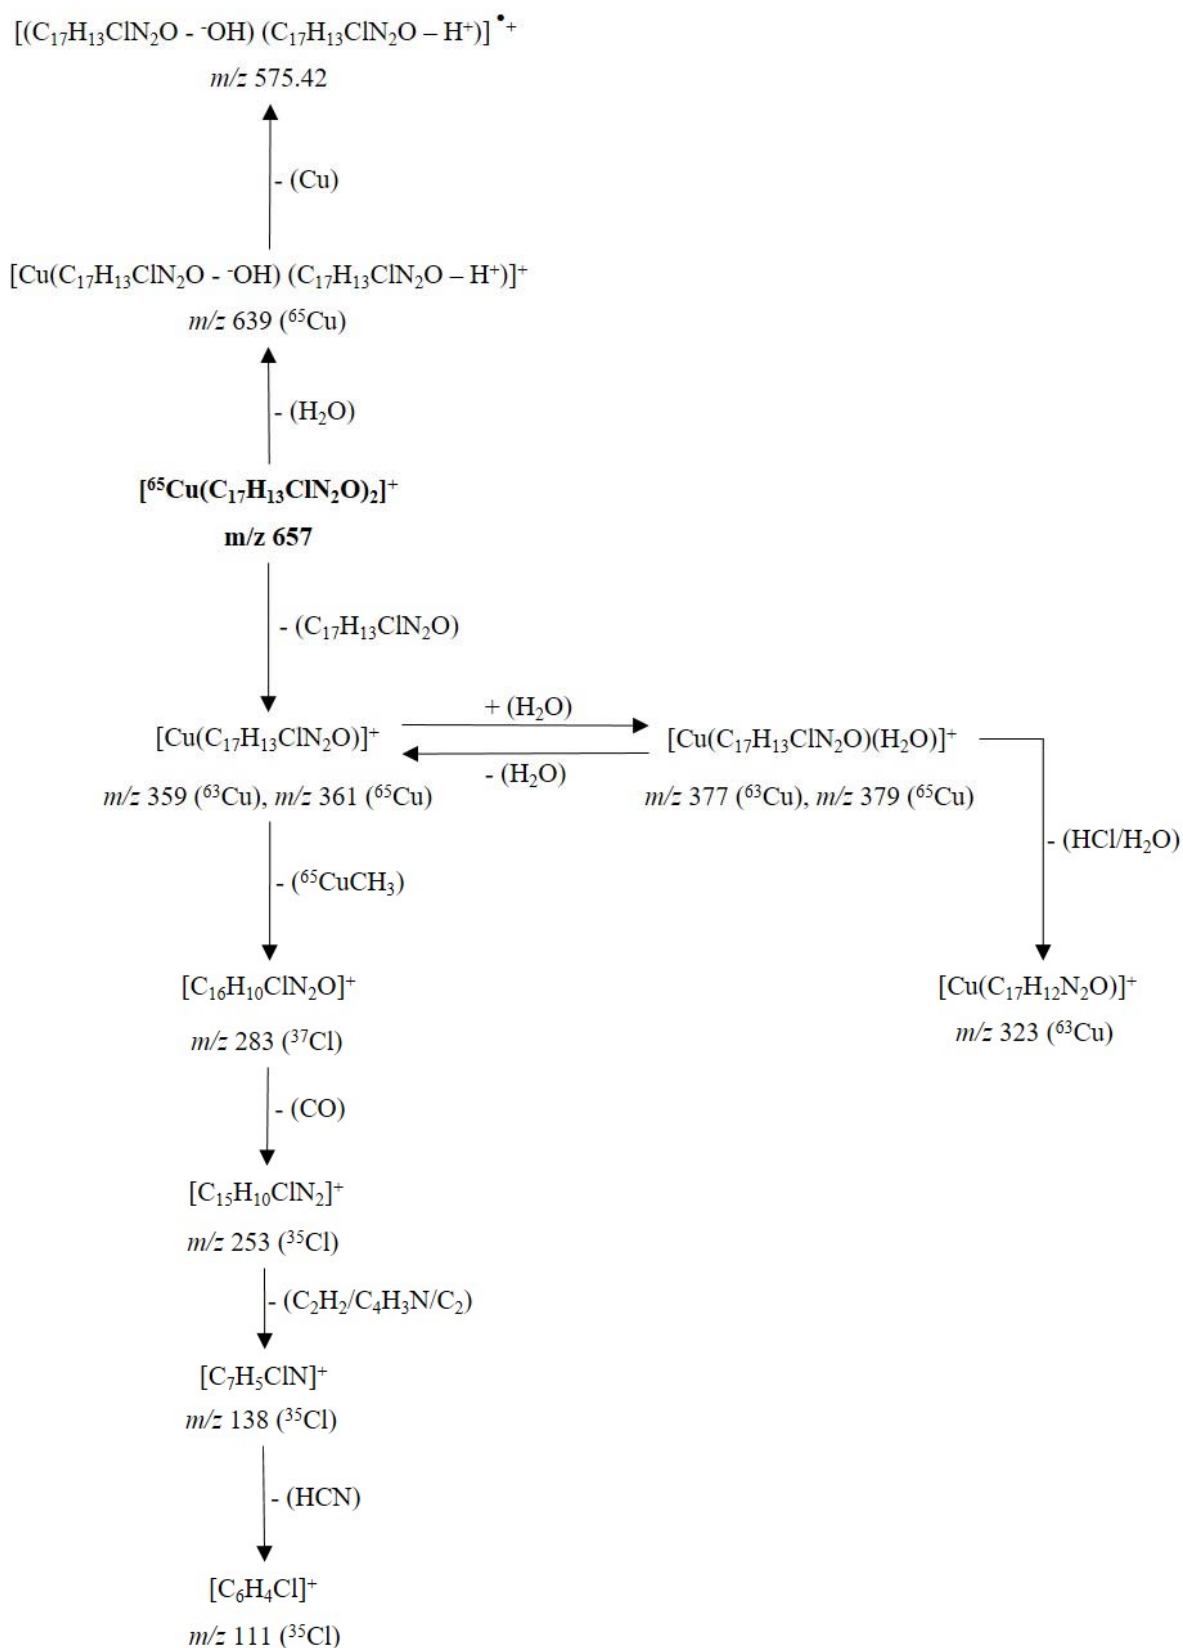 [(C₁₇H₁₃ClN₂O - ⁻OH) (C₁₇H₁₃ClN₂O – H⁺)]•⁺
m/z 575.42
- (Cu)
[Cu(C₁₇H₁₃ClN₂O - ⁻OH) (C₁₇H₁₃ClN₂O – H⁺)]⁺
m/z 639 (⁶⁵Cu)
- (H₂O)
[⁶⁵Cu(C₁₇H₁₃ClN₂O)₂]⁺
m/z 657
- (C₁₇H₁₃ClN₂O)
+ (H₂O)
[Cu(C₁₇H₁₃ClN₂O)]⁺ [Cu(C₁₇H₁₃ClN₂O)(H₂O)]⁺
- (H₂O)
m/z 359 (⁶³Cu), m/z 361 (⁶⁵Cu) m/z 377 (⁶³Cu), m/z 379 (⁶⁵Cu)
- (HCl/H₂O)
- (⁶⁵CuCH₃)
[C₁₆H₁₀ClN₂O]⁺ [Cu(C₁₇H₁₂N₂O)]⁺
m/z 283 (³⁷Cl) m/z 323 (⁶³Cu)
- (CO)
[C₁₅H₁₀ClN₂]⁺
m/z 253 (³⁵Cl)
- (C₂H₂/C₄H₃N/C₂)
[C₇H₅ClN]⁺
m/z 138 (³⁵Cl)
- (HCN)
[C₆H₄Cl]⁺
m/z 111 (³⁵Cl)